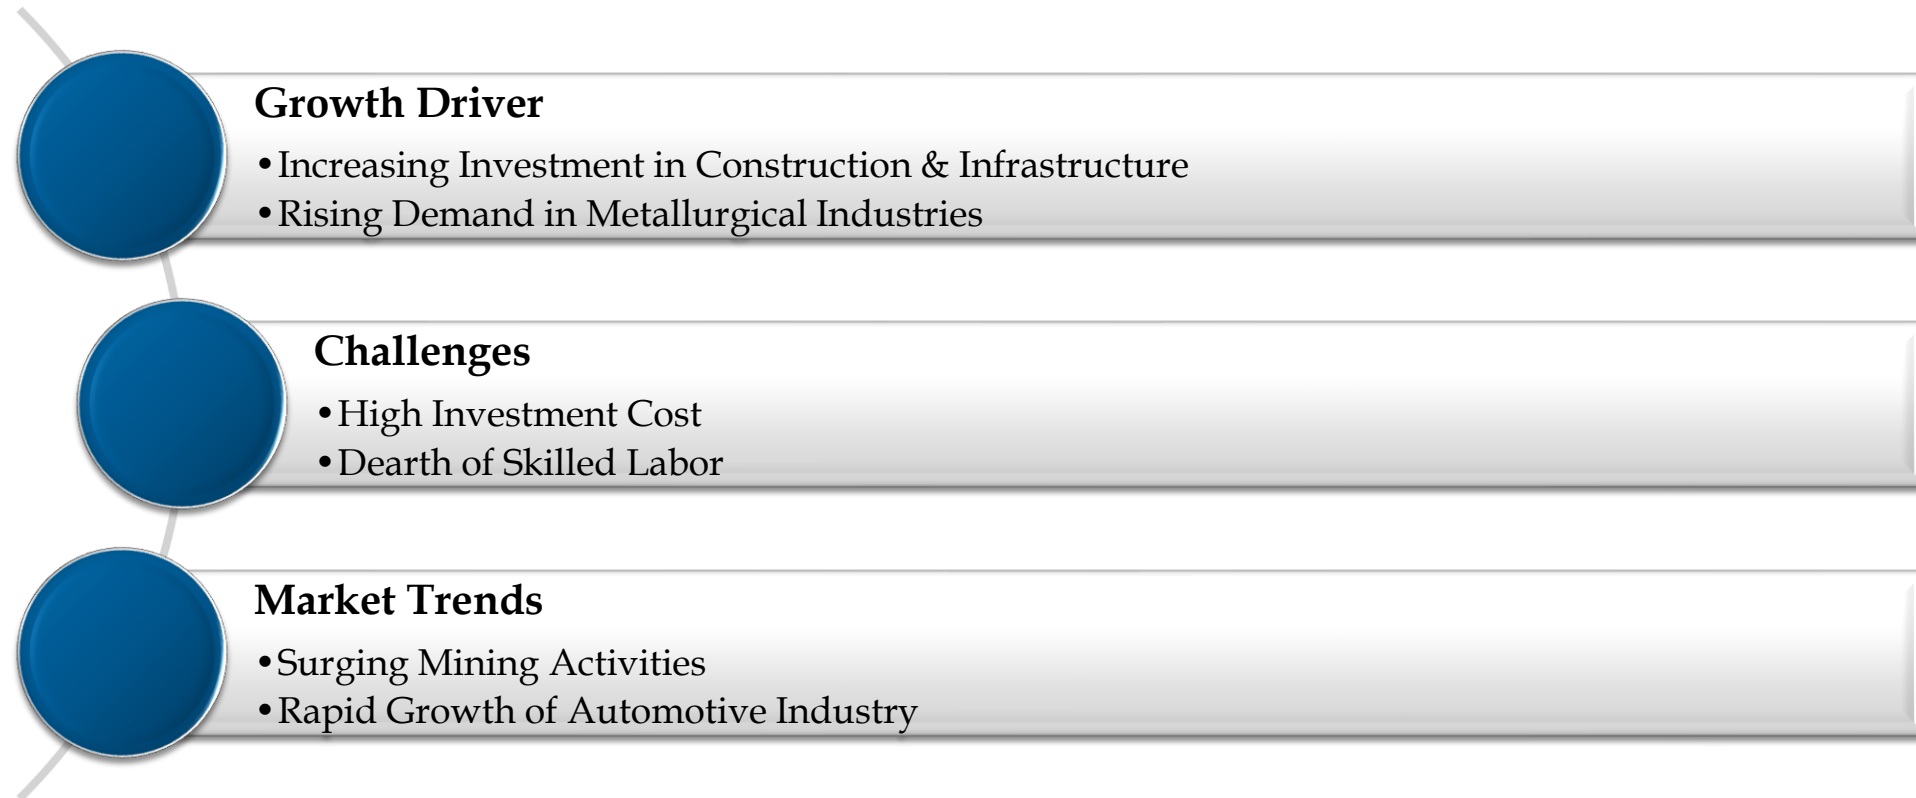 Growth Driver
•Increasing Investment in Construction & Infrastructure
•Rising Demand in Metallurgical Industries
Challenges
•High Investment Cost
•Dearth of Skilled Labor
Market Trends
•Surging Mining Activities
•Rapid Growth of Automotive Industry